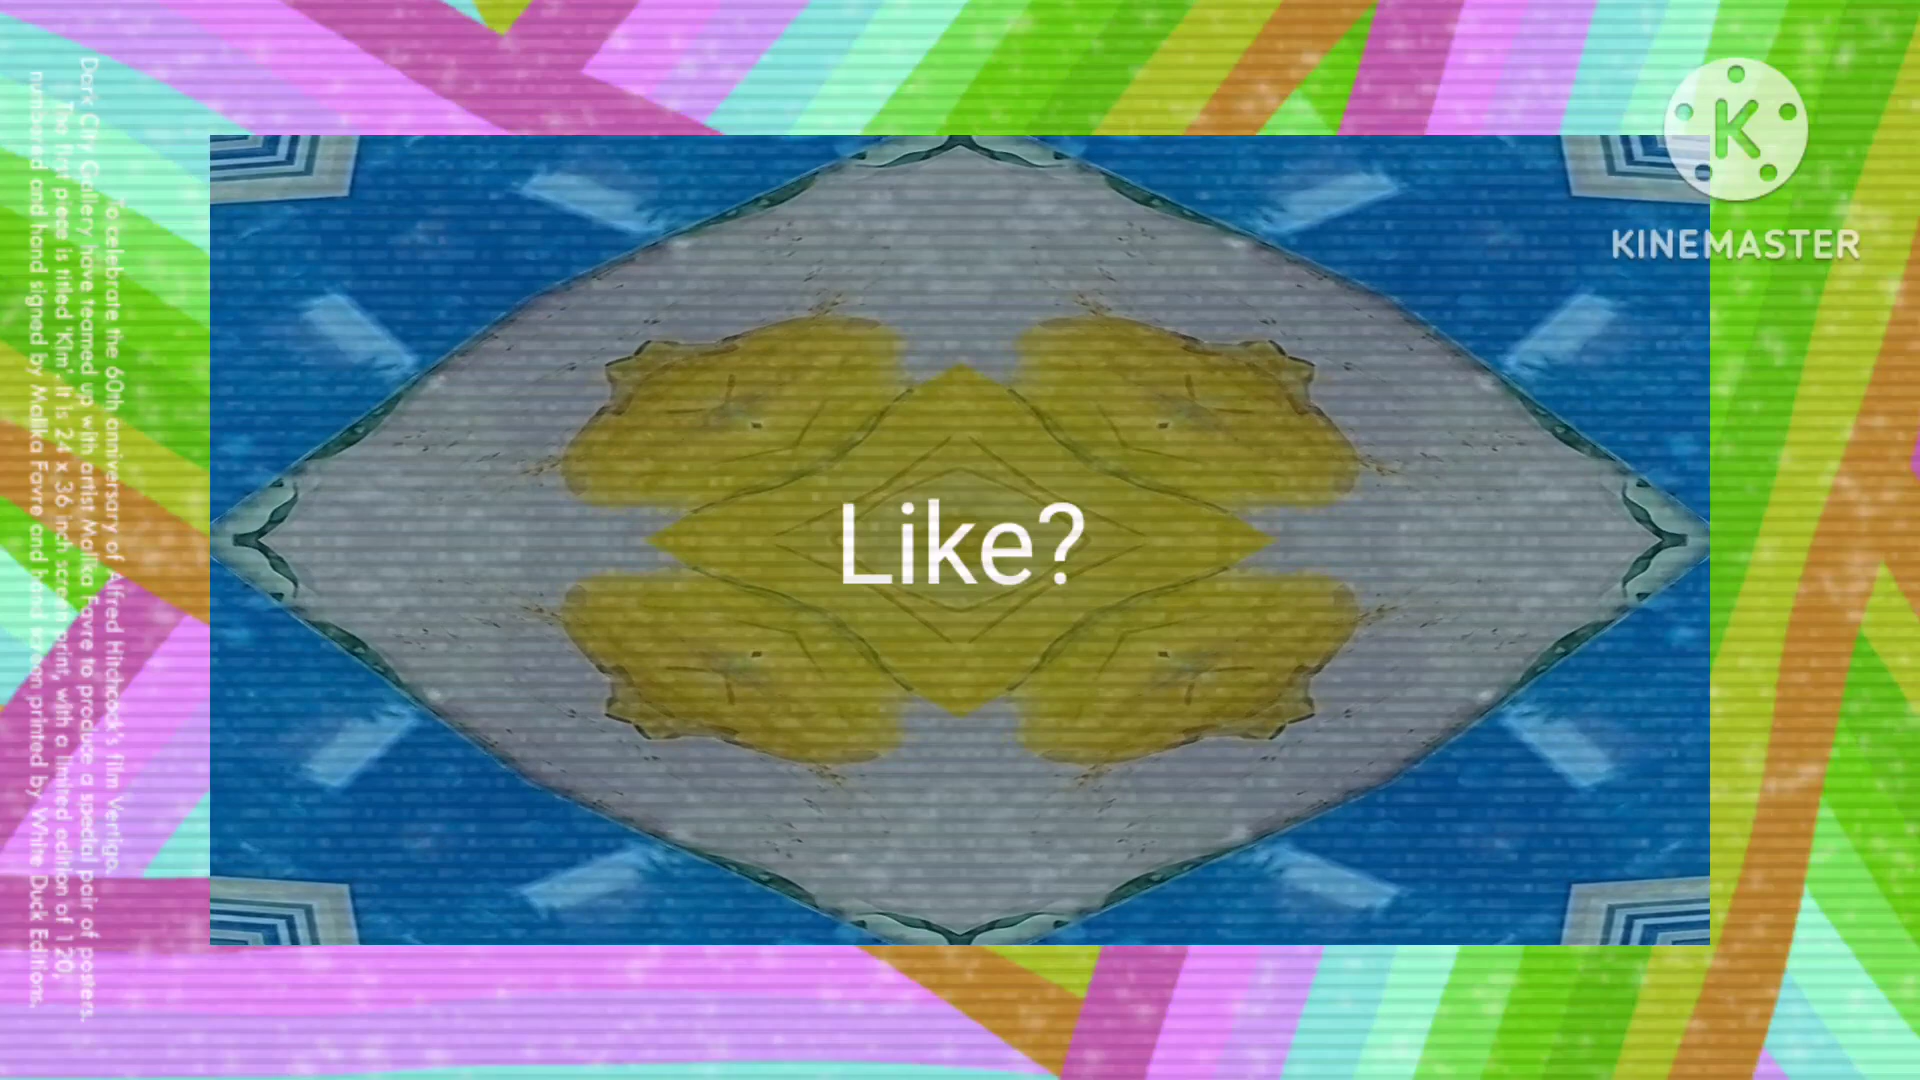 To celebrate the 60th anniversary of Alfred Hitchcock's film Vertigo,
Dark City Gallery have teamed up with artist Malika Favre to produce a special pair of posters.
The first piece is titled 'Kim'. It is 24 x 36 inch screen print, with a limited edition of 120,
numbered and hand signed by Malika Favre and hand screen printed by White Duck Editions.
K
KINEMASTER
Like?